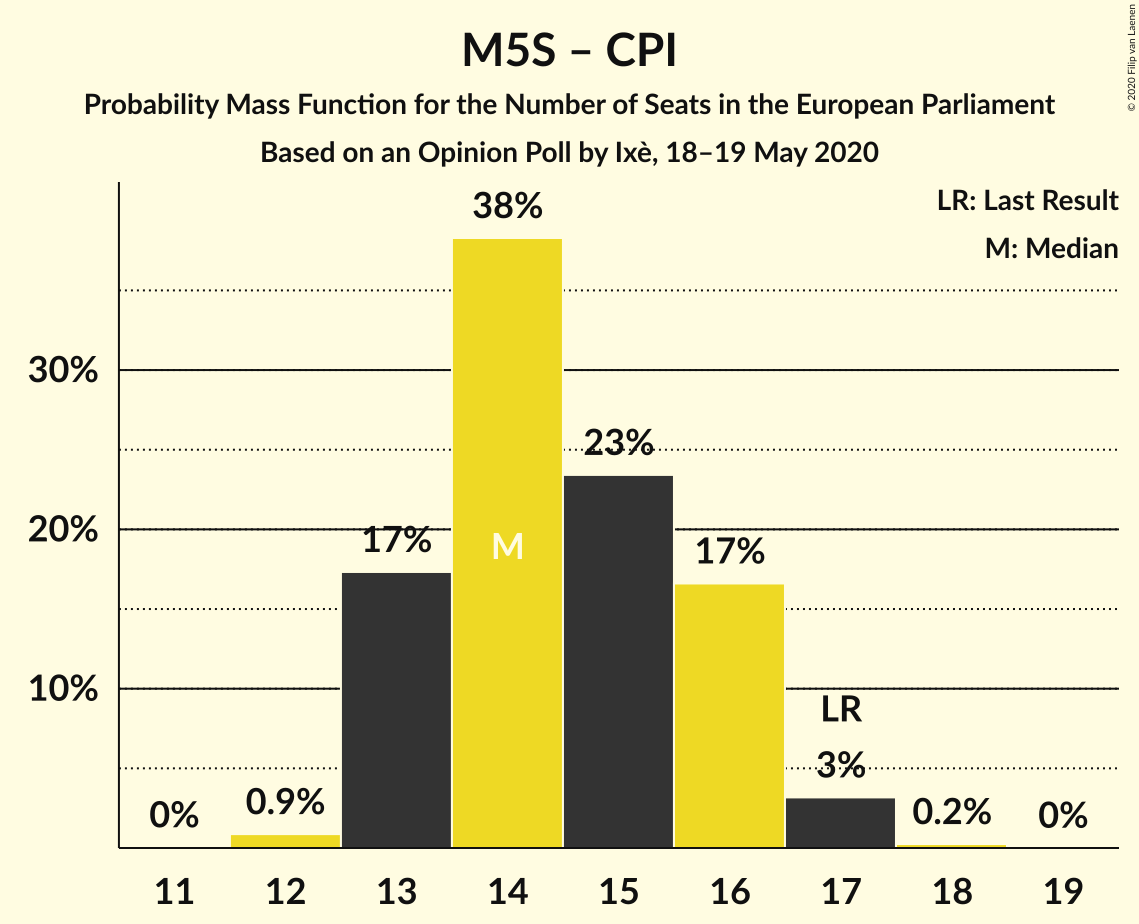 M5S – CPI
Probability Mass Function for the Number of Seats in the European Parliament
Based on an Opinion Poll by Ixè, 18–19 May 2020
© 2020 Filip van Laenen
LR: Last Result
M: Median
38%
30%
23%
20%
17%
M
17%
10%
LR
3%
0%
0.9%
0.2%
0%
11 12 13 14 15 16 17 18 19